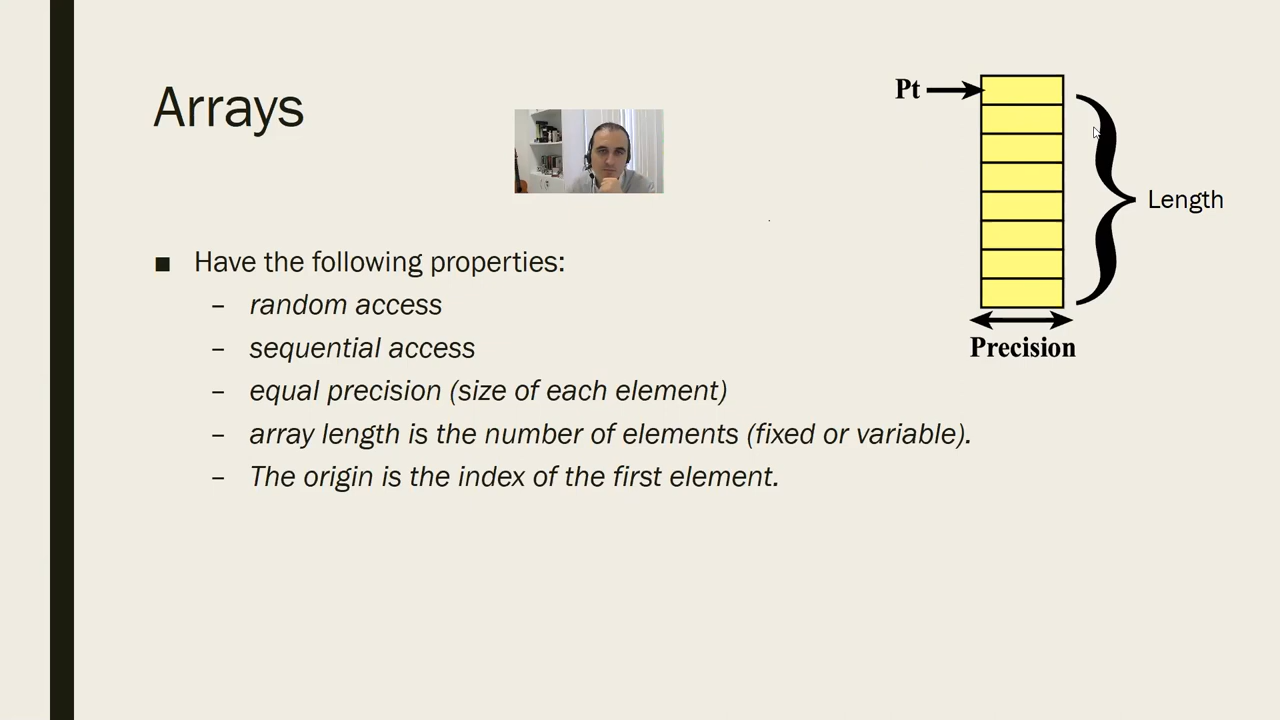 Arrays
Pt
Length
Precision
■ Have the following properties:
– random access
– sequential access
– equal precision (size of each element)
– array length is the number of elements (fixed or variable).
– The origin is the index of the first element.